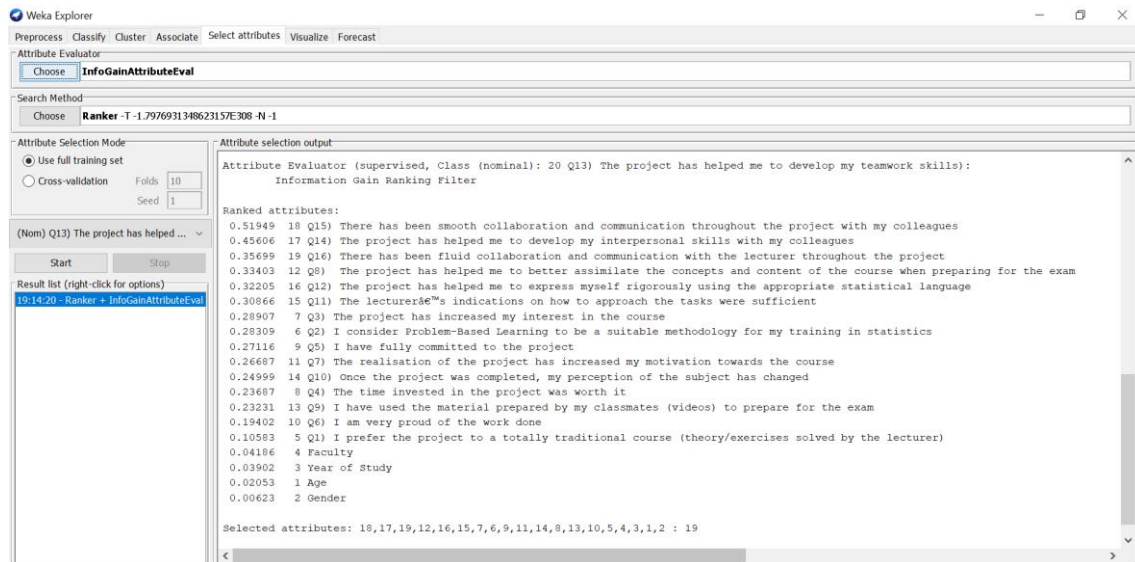 Weka Explorer
Preprocess Classify Cluster Associate Select attributes Visualize Forecast
Attribute Evaluator
Choose InfoGainAttributeEval
Search Method
Choose Ranker -T -1.7976931348623157E308 -N -1
Attribute Selection Mode
Use full training set
Cross-validation Folds 10
Seed 1
(Nom) Q13) The project has helped ...
Start Stop
Result list (right-click for options)
19:14:20 - Ranker + InfoGainAttributeEval
Attribute selection output
Attribute Evaluator (supervised, Class (nominal): 20 Q13) The project has helped me to develop my teamwork skills):
Information Gain Ranking Filter
Ranked attributes:
0.51949 18 Q15) There has been smooth collaboration and communication throughout the project with my colleagues
0.45606 17 Q14) The project has helped me to develop my interpersonal skills with my colleagues
0.35699 19 Q16) There has been fluid collaboration and communication with the lecturer throughout the project
0.33403 12 Q8) The project has helped me to better assimilate the concepts and content of the course when preparing for the exam
0.32205 16 Q12) The project has helped me to express myself rigorously using the appropriate statistical language
0.30866 15 Q11) The lecturerâ€™s indications on how to approach the tasks were sufficient
0.28907 7 Q3) The project has increased my interest in the course
0.28309 6 Q2) I consider Problem-Based Learning to be a suitable methodology for my training in statistics
0.27116 9 Q5) I have fully committed to the project
0.26687 11 Q7) The realisation of the project has increased my motivation towards the course
0.24999 14 Q10) Once the project was completed, my perception of the subject has changed
0.23687 8 Q4) The time invested in the project was worth it
0.23231 13 Q9) I have used the material prepared by my classmates (videos) to prepare for the exam
0.19402 10 Q6) I am very proud of the work done
0.10583 5 Q1) I prefer the project to a totally traditional course (theory/exercises solved by the lecturer)
0.04186 4 Faculty
0.03902 3 Year of Study
0.02053 1 Age
0.00623 2 Gender
Selected attributes: 18,17,19,12,16,15,7,6,9,11,14,8,13,10,5,4,3,1,2 : 19